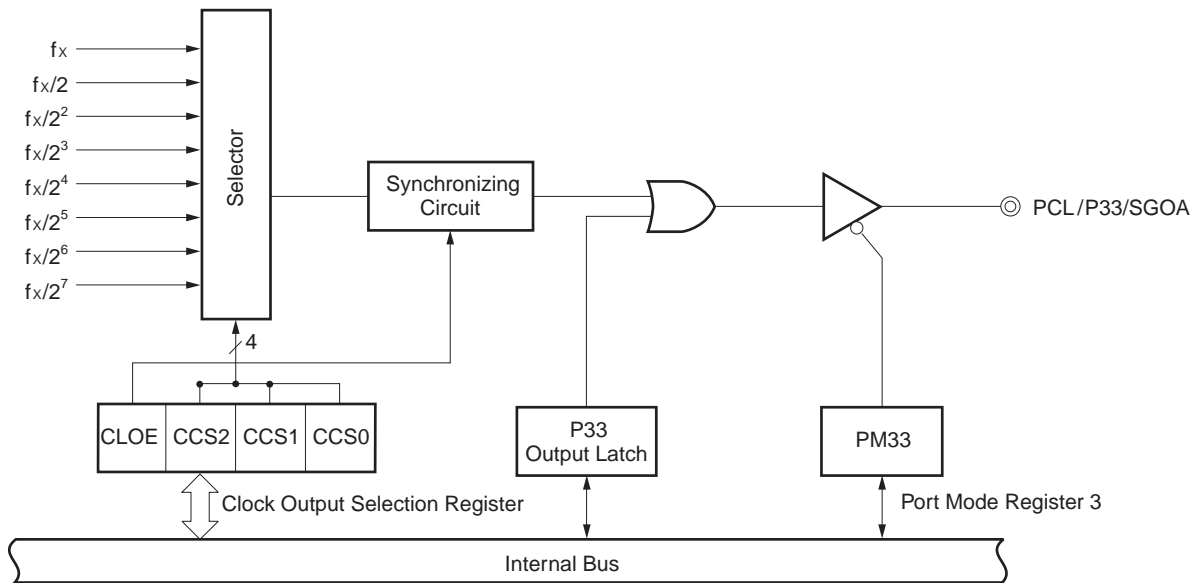 fX
fX/2
fX/2²
fX/2³
fX/2⁴
fX/2⁵
fX/2⁶
fX/2⁷
Selector
Synchronizing
Circuit
PCL/P33/SGOA
4
CLOE CCS2 CCS1 CCS0
P33
Output Latch
PM33
Clock Output Selection Register
Port Mode Register 3
Internal Bus